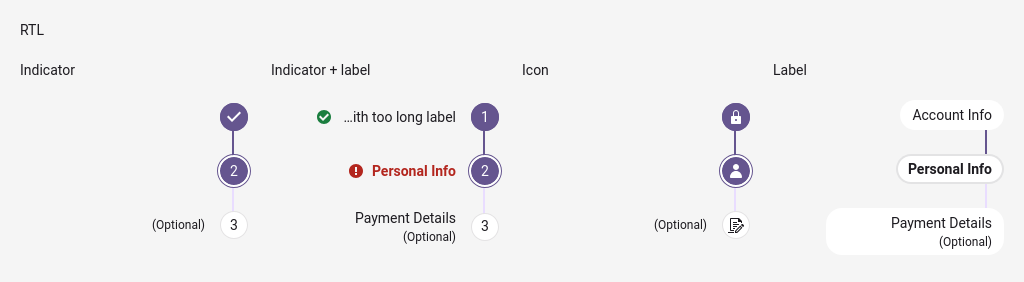 RTL
Indicator
2
(Optional) 3
Indicator + label
...ith too long label 1
Personal Info 2
Payment Details
(Optional) 3
Icon
(Optional)
Label
Account Info
Personal Info
Payment Details
(Optional)